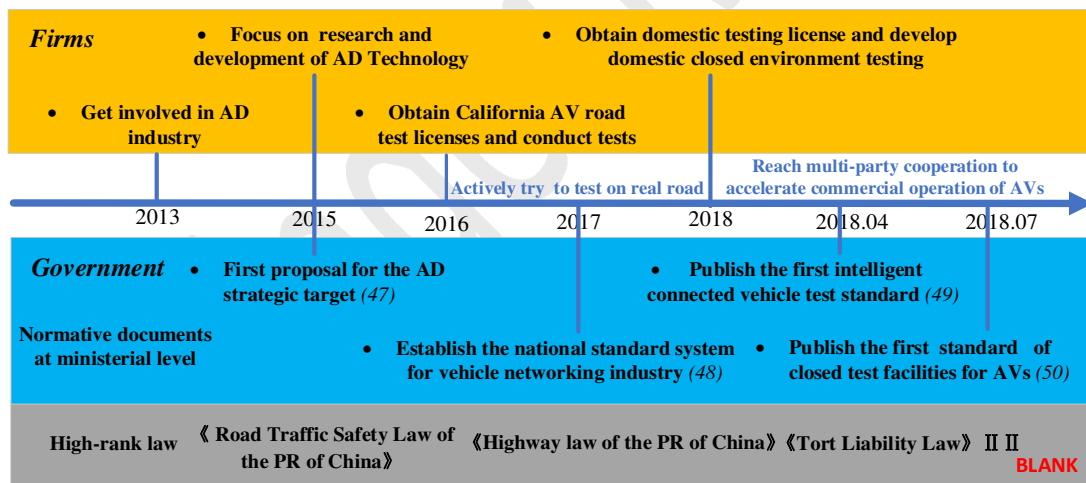 Firms
• Focus on research and
development of AD Technology
• Obtain domestic testing license and develop
domestic closed environment testing
• Get involved in AD
industry
• Obtain California AV road
test licenses and conduct tests
Actively try to test on real road
Reach multi-party cooperation to
accelerate commercial operation of AVs
2013
2015
2016
2017
2018
2018.04
2018.07
Government
• First proposal for the AD
strategic target (47)
• Publish the first intelligent
connected vehicle test standard (49)
Normative documents
at ministerial level
• Establish the national standard system
for vehicle networking industry (48)
• Publish the first standard of
closed test facilities for AVs (50)
High-rank law
《Road Traffic Safety Law of
the PR of China》
《Highway law of the PR of China》《Tort Liability Law》 Ⅱ Ⅱ
BLANK